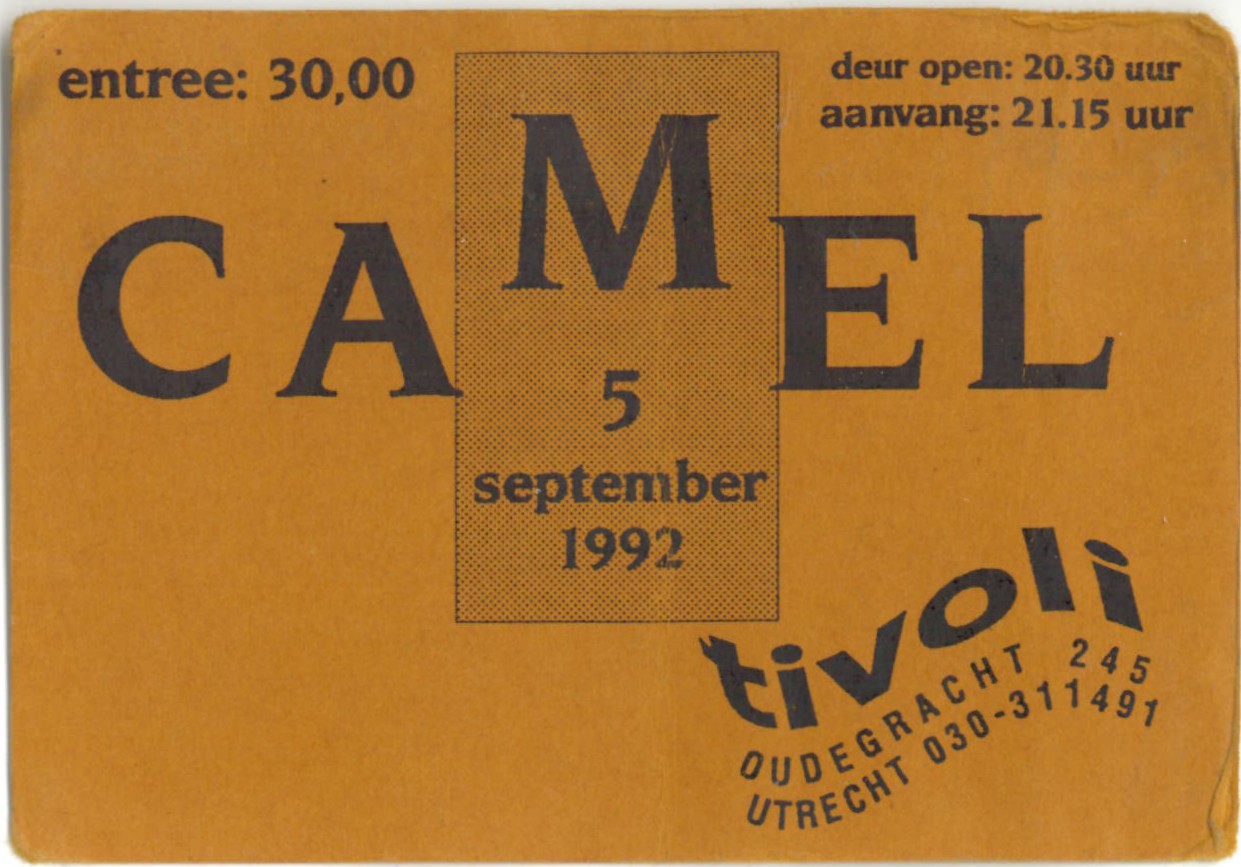 entree: 30,00
deur open: 20.30 uur
aanvang: 21.15 uur
CAMEL
5
september
1992
tivoli
OUDEGRACHT 245
UTRECHT 030-311491